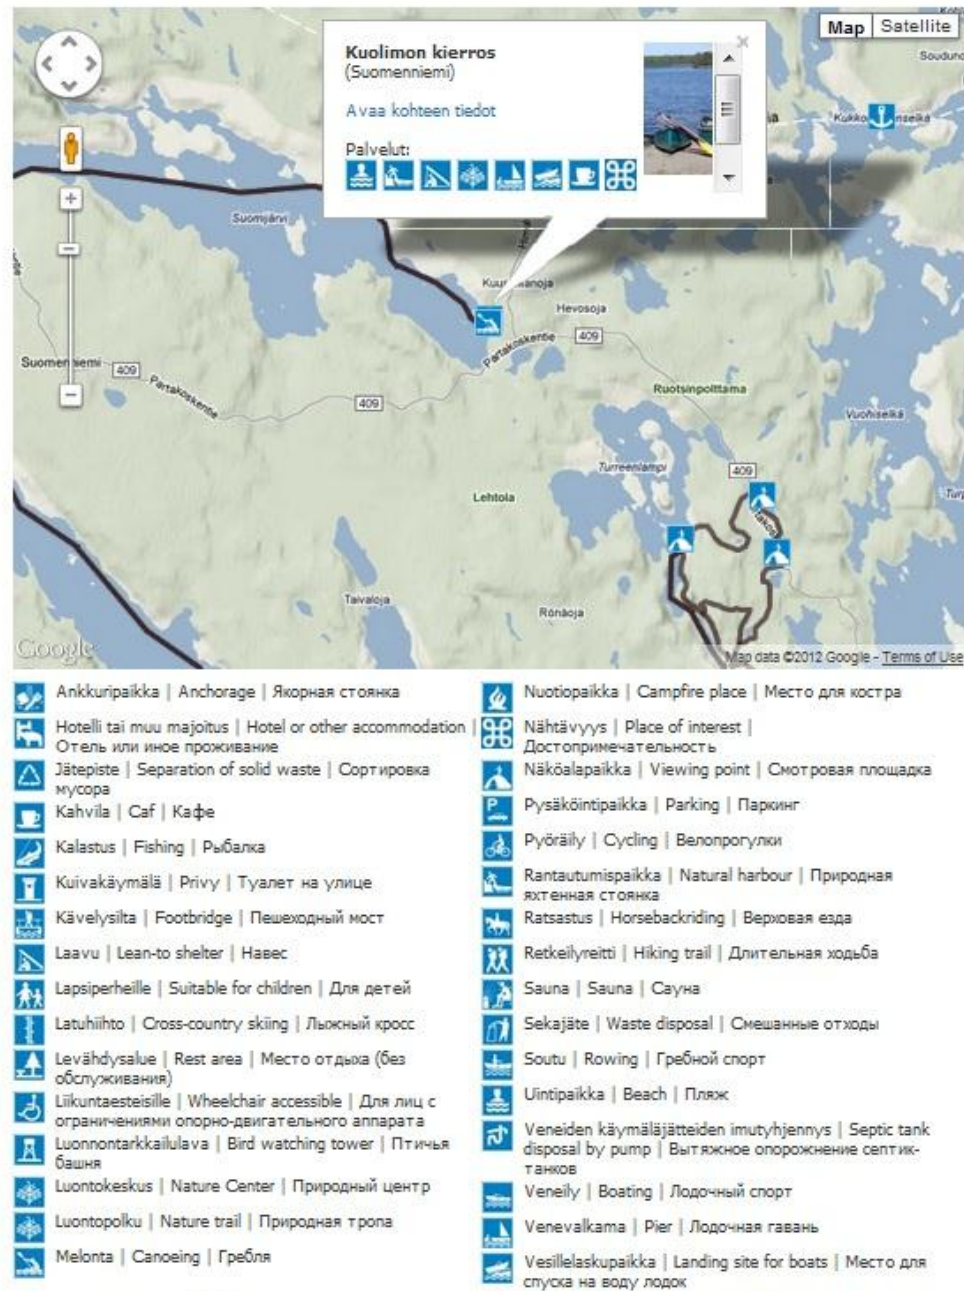 Map
Satellite
Kuolimon kierros
(Suomenniemi)
Avaa kohteen tiedot
Palvelut:
Suomijärvi
Hevosoja
Partakoskentie
409
Suomenniemi
409
Partakoskentie
409
Ruotsinpolttama
Vuohiselkä
Turreenlampi
409
Lehtola
Taivaloja
Rönäoja
Google
Map data ©2012 Google - Terms of Use
Ankkuripaikka | Anchorage | Якорная стоянка
Hotelli tai muu majoitus | Hotel or other accommodation |
Отель или иное проживание
Jätepiste | Separation of solid waste | Сортировка
мусора
Kahvila | Caf | Кафе
Kalastus | Fishing | Рыбалка
Kuivakäymälä | Privy | Туалет на улице
Kävelysilta | Footbridge | Пешеходный мост
Laavu | Lean-to shelter | Навес
Lapsiperheille | Suitable for children | Для детей
Latuhiihto | Cross-country skiing | Лыжный кросс
Levähdysalue | Rest area | Место отдыха (без
обслуживания)
Liikuntaesteisille | Wheelchair accessible | Для лиц с
ограничениями опорно-двигательного аппарата
Luonnontarkkailulava | Bird watching tower | Птичья
башня
Luontokeskus | Nature Center | Природный центр
Luontopolku | Nature trail | Природная тропа
Melonta | Canoeing | Гребля
Nuotiopaikka | Campfire place | Место для костра
Nähtävyys | Place of interest |
Достопримечательность
Näköalapaikka | Viewing point | Смотровая площадка
P
Pysäköintipaikka | Parking | Паркинг
Pyöräily | Cycling | Велопрогулки
Rantautumispaikka | Natural harbour | Природная
яхтенная стоянка
Ratsastus | Horsebackriding | Верховая езда
Retkeilyreitti | Hiking trail | Длительная ходьба
Sauna | Sauna | Сауна
Sekajäte | Waste disposal | Смешанные отходы
Soutu | Rowing | Гребной спорт
Uintipaikka | Beach | Пляж
Veneiden käymäläjätteiden imutyhjennys | Septic tank
disposal by pump | Вытяжное опорожнение септик-
танков
Veneily | Boating | Лодочный спорт
Venevalkama | Pier | Лодочная гавань
Vesillelaskupaikka | Landing site for boats | Место для
спуска на воду лодок